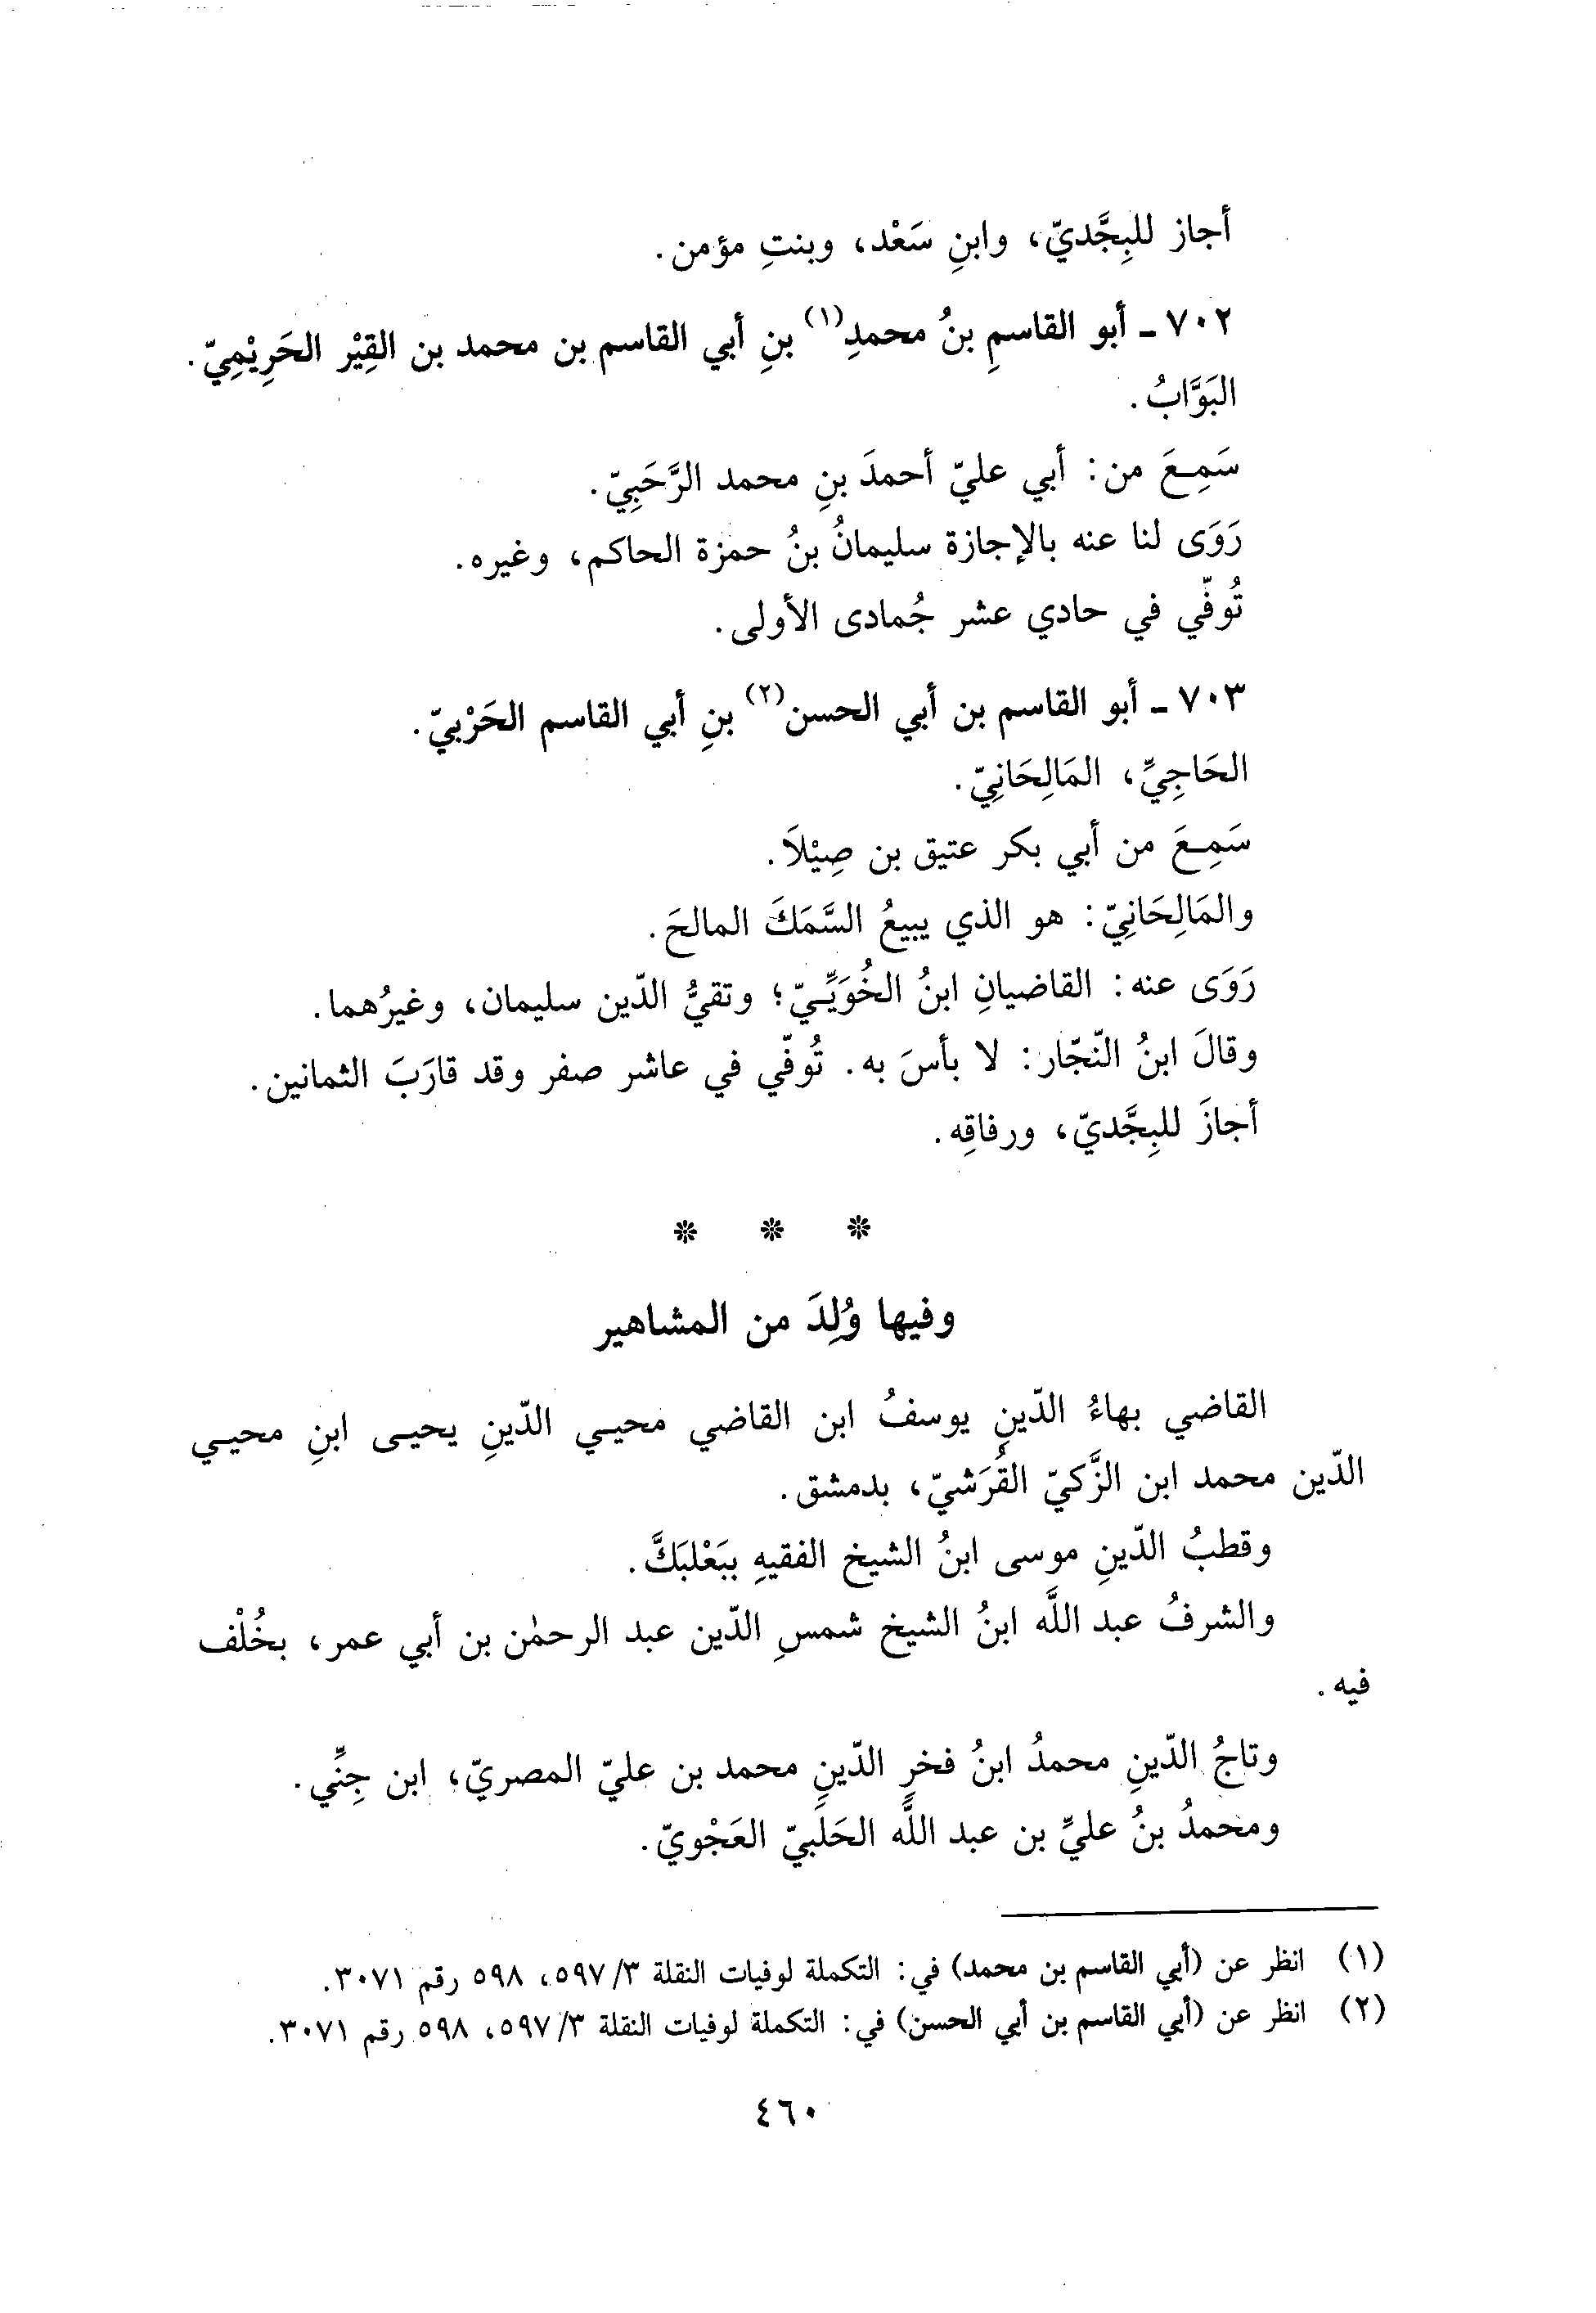 أجاز للبِجَّديّ، وابنِ سَعْد، وبنتِ مؤمن.
٧٠٢ ـ أبو القاسمِ بنُ محمدِ(١) بنِ أبي القاسم بن محمد بن القِيْر الحَرِيْمِيّ.
البَوَّابُ.
سَمِعَ من: أبي عليّ أحمدَ بنِ محمد الرَّحَبِيّ.
رَوَى لنا عنه بالإجازة سليمانُ بنُ حمزة الحاكم، وغيره.
تُوفّي في حادي عشر جُمادى الأولى.
٧٠٣ ـ أبو القاسم بن أبي الحسن(٢) بنِ أبي القاسم الحَرْبيّ.
الحَاجِيِّ، المَالِحَانِيّ.
سَمِعَ من أبي بكر عتيق بن صِيْلَا.
والمَالِحَانِيّ: هو الذي يبيعُ السَّمَكَ المالحَ.
رَوَى عنه: القاضيانِ ابنُ الخُوَيِّيّ؛ وتقيُّ الدّين سليمان، وغيرُهما.
وقالَ ابنُ النّجّار: لا بأسَ به. تُوفّي في عاشر صفر وقد قارَبَ الثمانين.
أجازَ للبِجَّديّ، ورفاقِه.
* * *
وفيها وُلِدَ من المشاهير
القاضي بهاءُ الدّينِ يوسفُ ابن القاضي محيي الدّينِ يحيى ابنِ محيي
الدّين محمد ابن الزَّكيّ القُرَشيّ، بدمشق.
وقطبُ الدّينِ موسى ابنُ الشيخ الفقيهِ ببَعْلبَكَّ.
والشرفُ عبد اللَّه ابنُ الشيخ شمسِ الدّين عبد الرحمٰن بن أبي عمر، بخُلْف
فيه.
وتاجُ الدّينِ محمدُ ابنُ فخرِ الدّينِ محمد بن عليّ المصريّ؛ ابن جِنِّي.
ومحمدُ بنُ عليِّ بن عبد اللَّه الحَلَبيّ العَجْويّ.
(١) انظر عن (أبي القاسم بن محمد) في: التكملة لوفيات النقلة ٣/ ٥٩٧، ٥٩٨ رقم ٣٠٧١.
(٢) انظر عن (أبي القاسم بن أبي الحسن) في: التكملة لوفيات النقلة ٣/ ٥٩٧، ٥٩٨ رقم ٣٠٧١.
٤٦٠